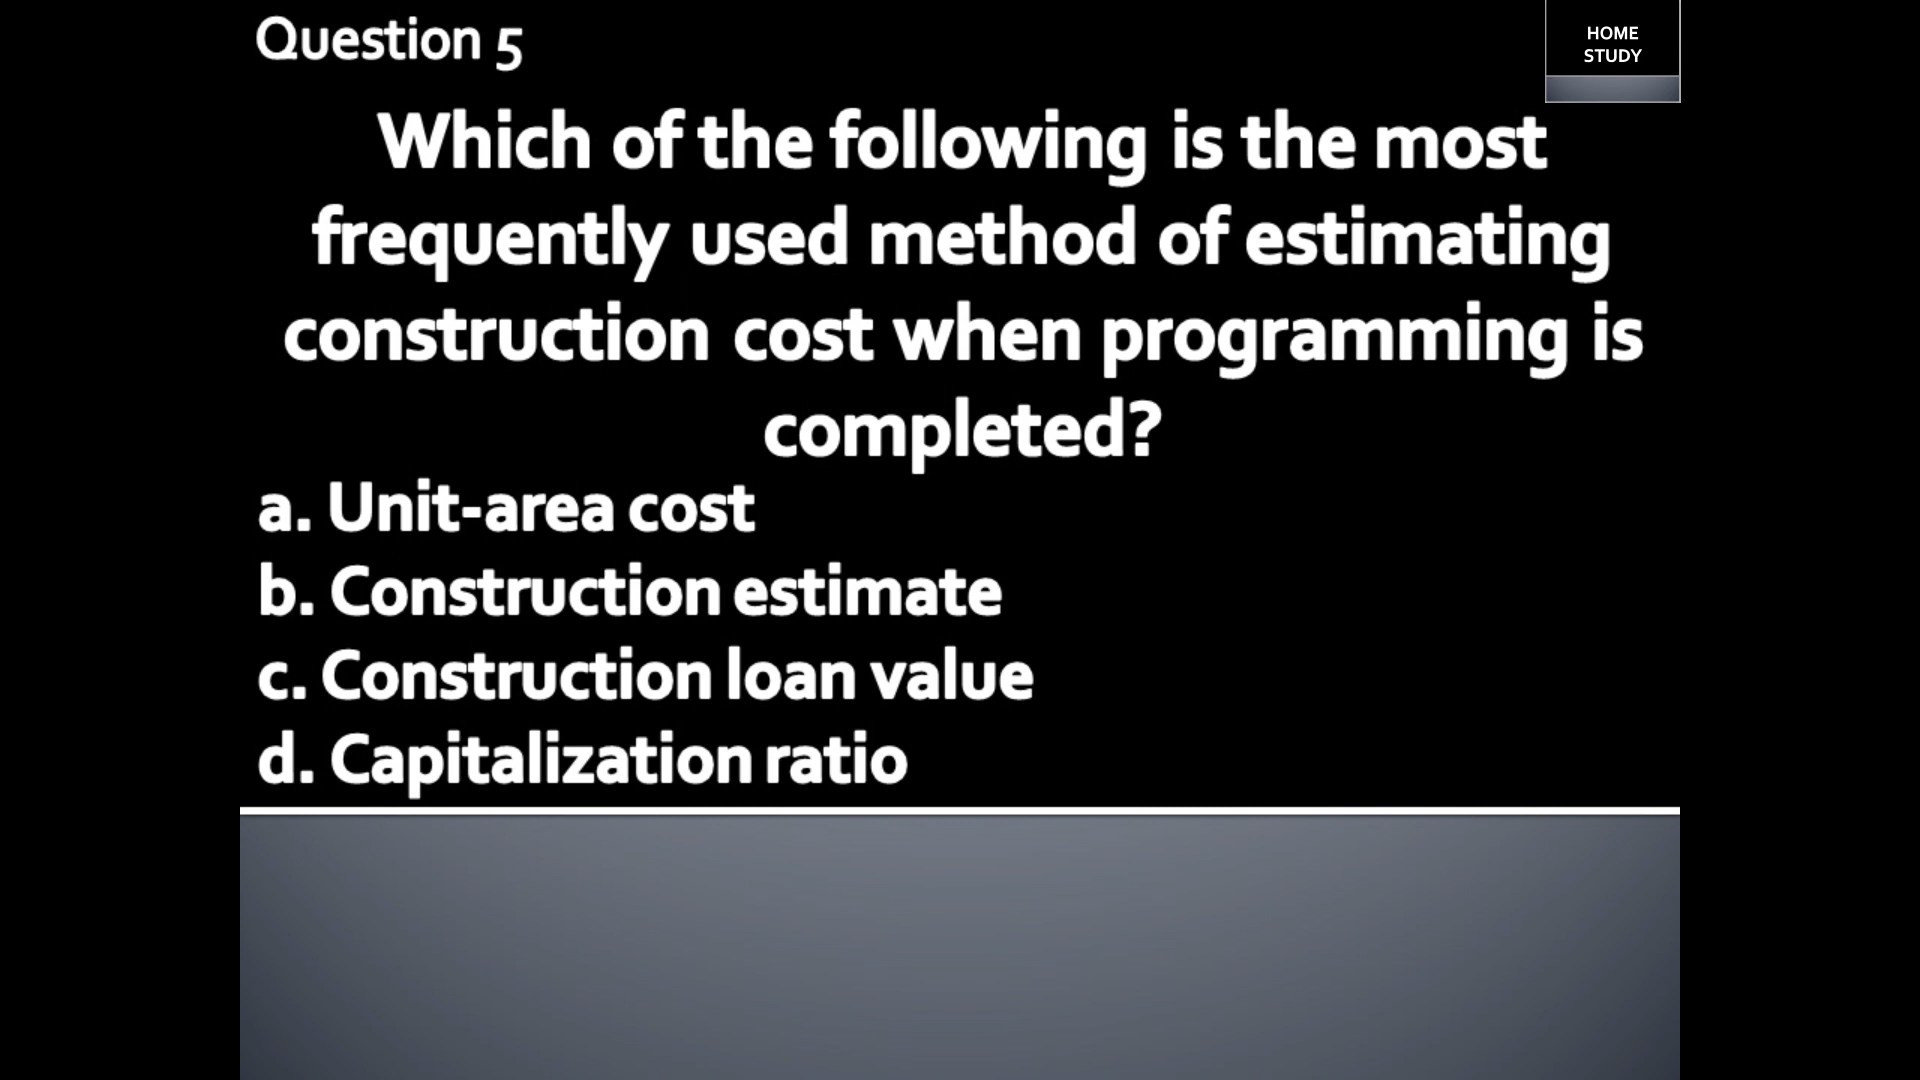 Question 5
HOME
STUDY
Which of the following is the most
frequently used method of estimating
construction cost when programming is
completed?
a. Unit-area cost
b. Construction estimate
c. Construction loan value
d. Capitalization ratio